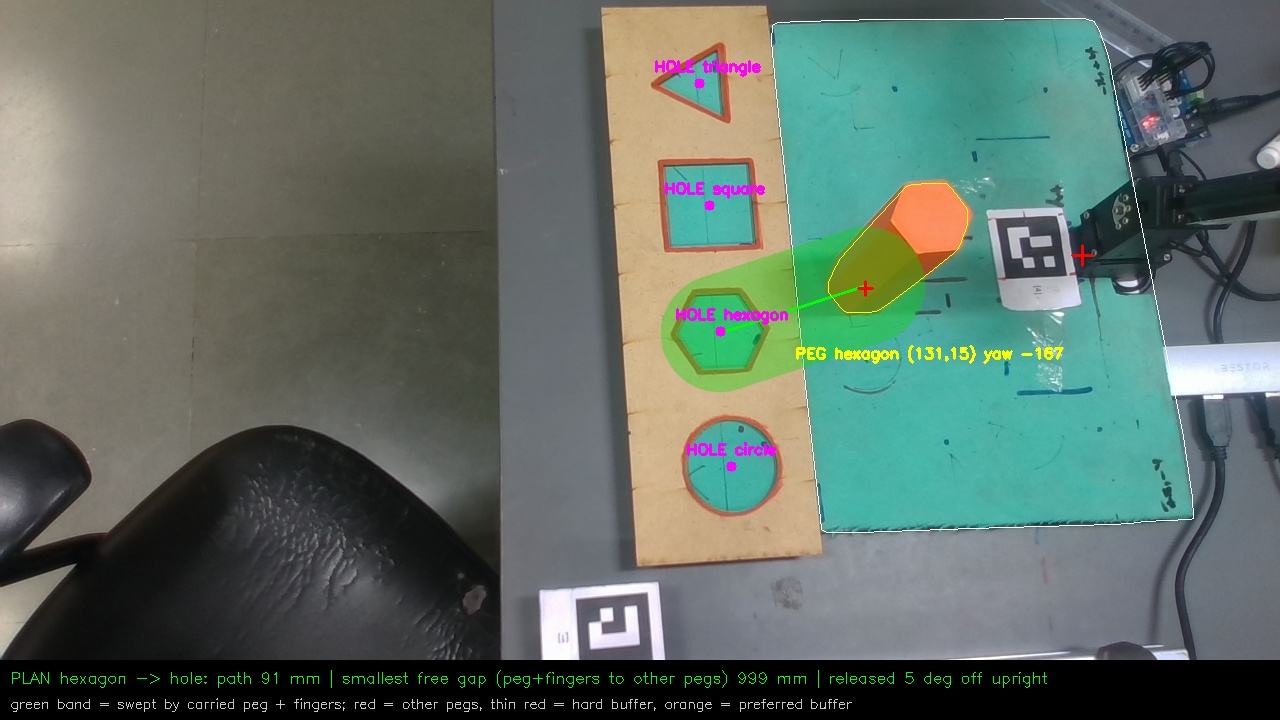 HOLE triangle
HOLE square
HOLE hexagon
PEG hexagon (131,15) yaw -167
HOLE circle
PLAN hexagon -> hole: path 91 mm | smallest free gap (peg+fingers to other pegs) 999 mm | released 5 deg off upright
green band = swept by carried peg + fingers; red = other pegs, thin red = hard buffer, orange = preferred buffer